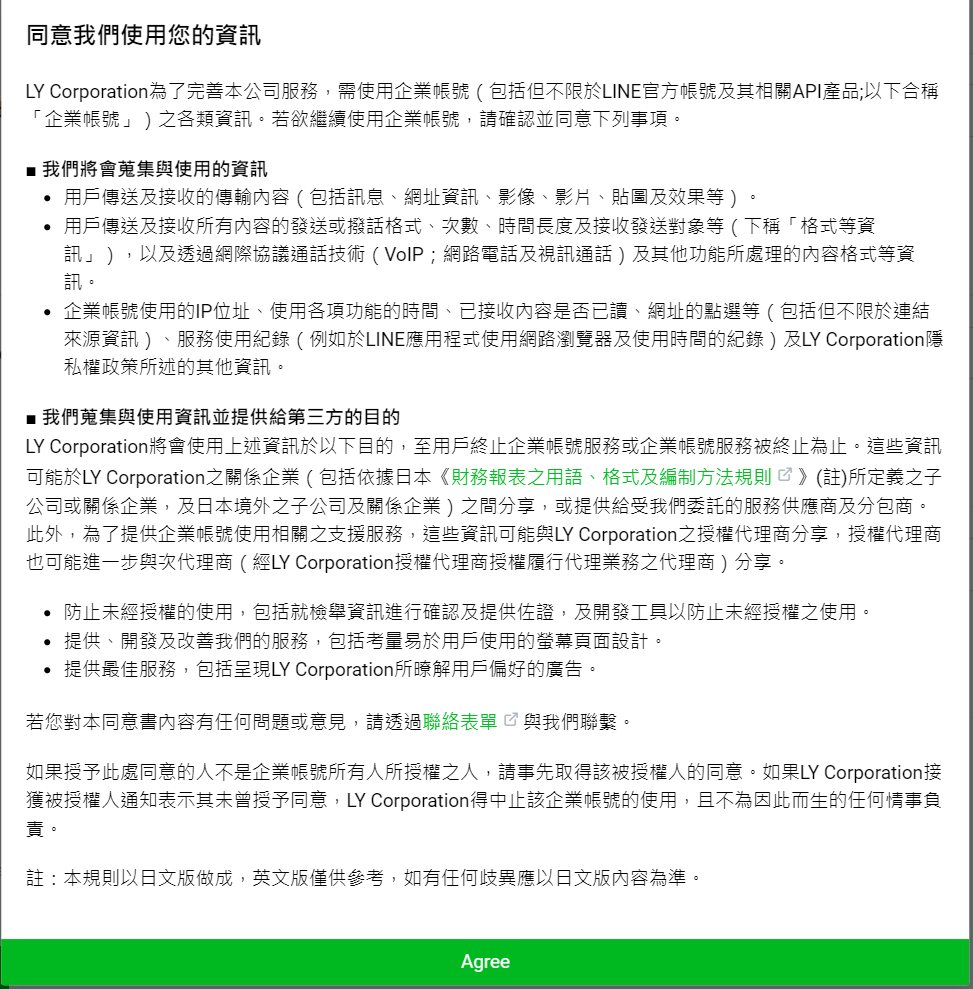 同意我們使用您的資訊
LY Corporation為了完善本公司服務，需使用企業帳號（包括但不限於LINE官方帳號及其相關API產品;以下合稱
「企業帳號」）之各類資訊。若欲繼續使用企業帳號，請確認並同意下列事項。
■ 我們將會蒐集與使用的資訊
• 用戶傳送及接收的傳輸內容（包括訊息、網址資訊、影像、影片、貼圖及效果等）。
• 用戶傳送及接收所有內容的發送或撥話格式、次數、時間長度及接收發送對象等（下稱「格式等資
訊」），以及透過網際協議通話技術（VoIP；網路電話及視訊通話）及其他功能所處理的內容格式等資
訊。
• 企業帳號使用的IP位址、使用各項功能的時間、已接收內容是否已讀、網址的點選等（包括但不限於連結
來源資訊）、服務使用紀錄（例如於LINE應用程式使用網路瀏覽器及使用時間的紀錄）及LY Corporation隱
私權政策所述的其他資訊。
■ 我們蒐集與使用資訊並提供給第三方的目的
LY Corporation將會使用上述資訊於以下目的，至用戶終止企業帳號服務或企業帳號服務被終止為止。這些資訊
可能於LY Corporation之關係企業（包括依據日本《財務報表之用語、格式及編制方法規則》(註)所定義之子
公司或關係企業，及日本境外之子公司及關係企業）之間分享，或提供給受我們委託的服務供應商及分包商。
此外，為了提供企業帳號使用相關之支援服務，這些資訊可能與LY Corporation之授權代理商分享，授權代理商
也可能進一步與次代理商（經LY Corporation授權代理商授權履行代理業務之代理商）分享。
• 防止未經授權的使用，包括就檢舉資訊進行確認及提供佐證，及開發工具以防止未經授權之使用。
• 提供、開發及改善我們的服務，包括考量易於用戶使用的螢幕頁面設計。
• 提供最佳服務，包括呈現LY Corporation所暸解用戶偏好的廣告。
若您對本同意書內容有任何問題或意見，請透過聯絡表單與我們聯繫。
如果授予此處同意的人不是企業帳號所有人所授權之人，請事先取得該被授權人的同意。如果LY Corporation接
獲被授權人通知表示其未曾授予同意，LY Corporation得中止該企業帳號的使用，且不為因此而生的任何情事負
責。
註：本規則以日文版做成，英文版僅供參考，如有任何歧異應以日文版內容為準。
Agree